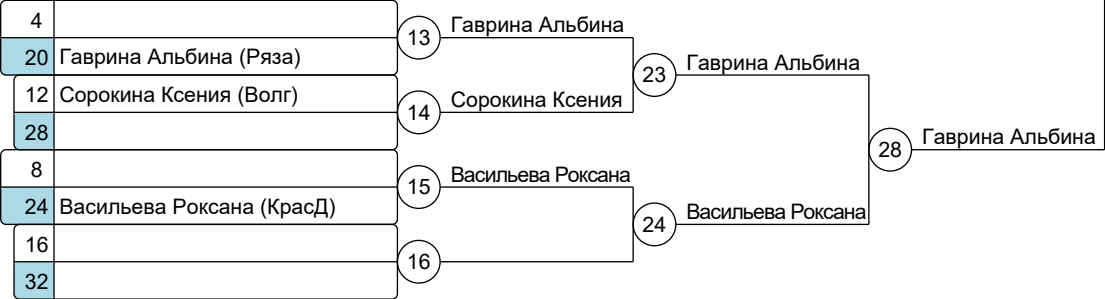 4
20 Гаврина Альбина (Ряза)
12 Сорокина Ксения (Волг)
28
8
24 Васильева Роксана (КрасД)
16
32
13 Гаврина Альбина
14 Сорокина Ксения
15 Васильева Роксана
16
23 Гаврина Альбина
24 Васильева Роксана
28 Гаврина Альбина